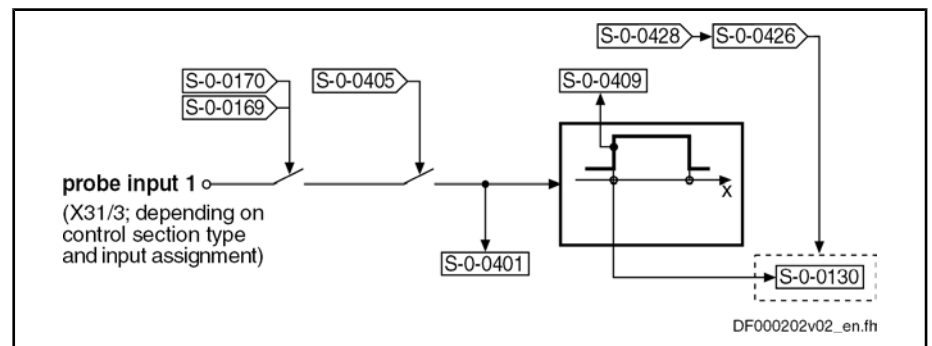 S-0-0428 S-0-0426
S-0-0170 S-0-0405 S-0-0409
S-0-0169
probe input 1
(X31/3; depending on
control section type
and input assignment)
x
S-0-0401
S-0-0130
DF000202v02_en.fh